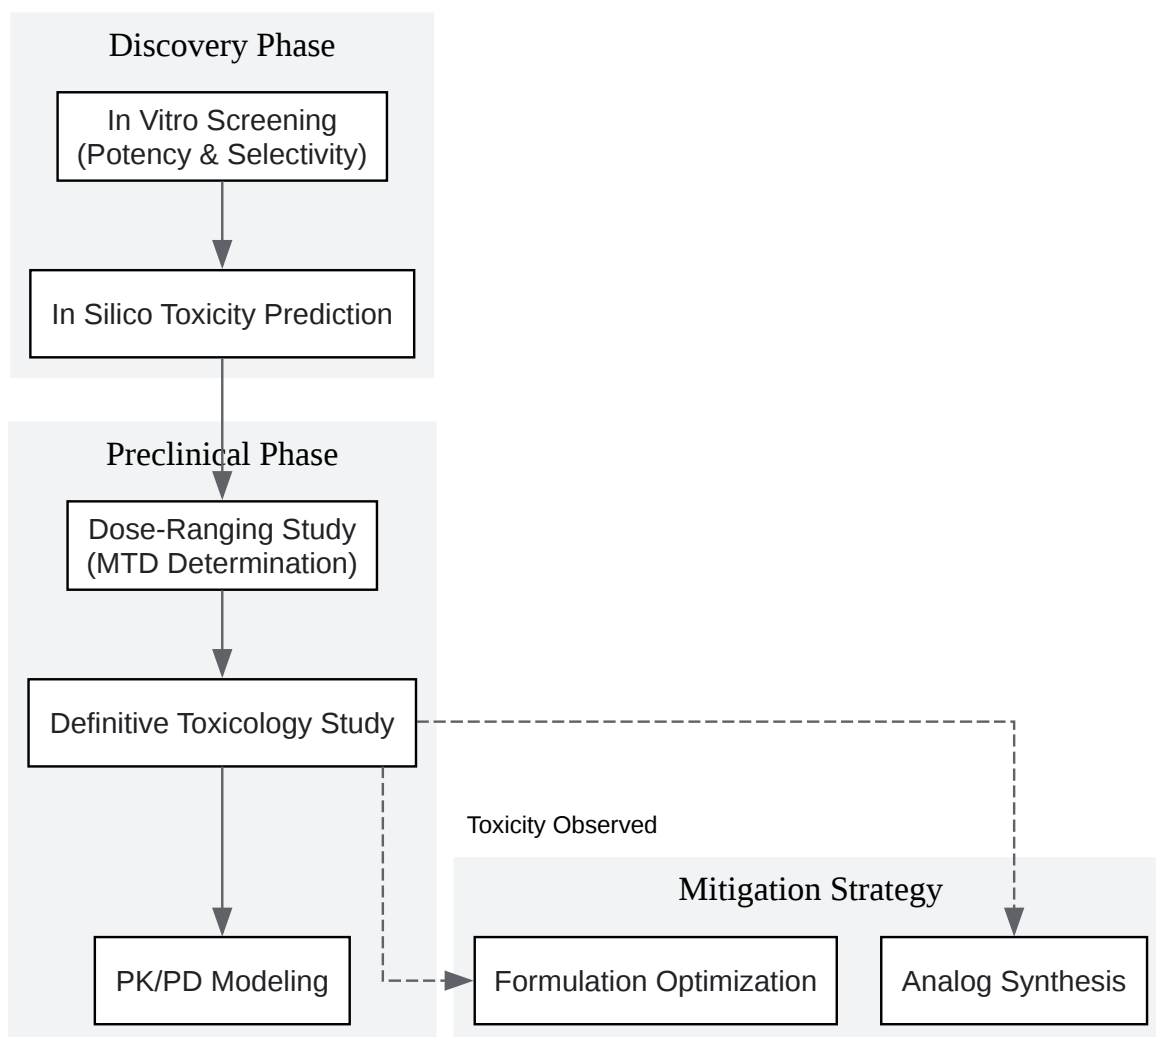 Discovery Phase
In Vitro Screening
(Potency & Selectivity)
In Silico Toxicity Prediction
Preclinical Phase
Dose-Ranging Study
(MTD Determination)
Definitive Toxicology Study
Toxicity Observed
Mitigation Strategy
PK/PD Modeling
Formulation Optimization
Analog Synthesis